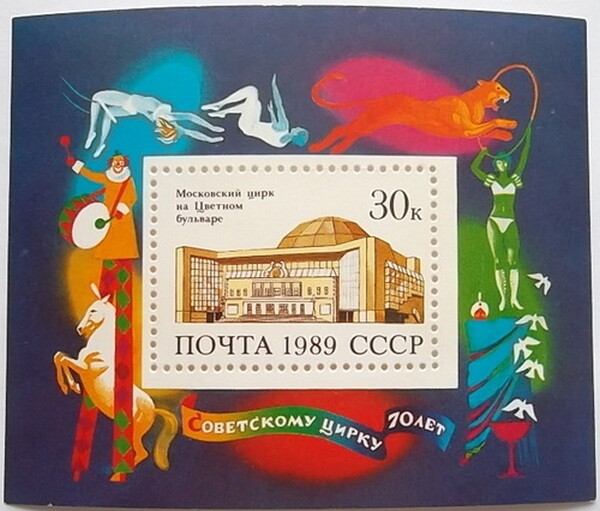 Московский цирк
на Цветном
бульваре
30к
ПОЧТА 1989 СССР
Советскому цирку 70 лет